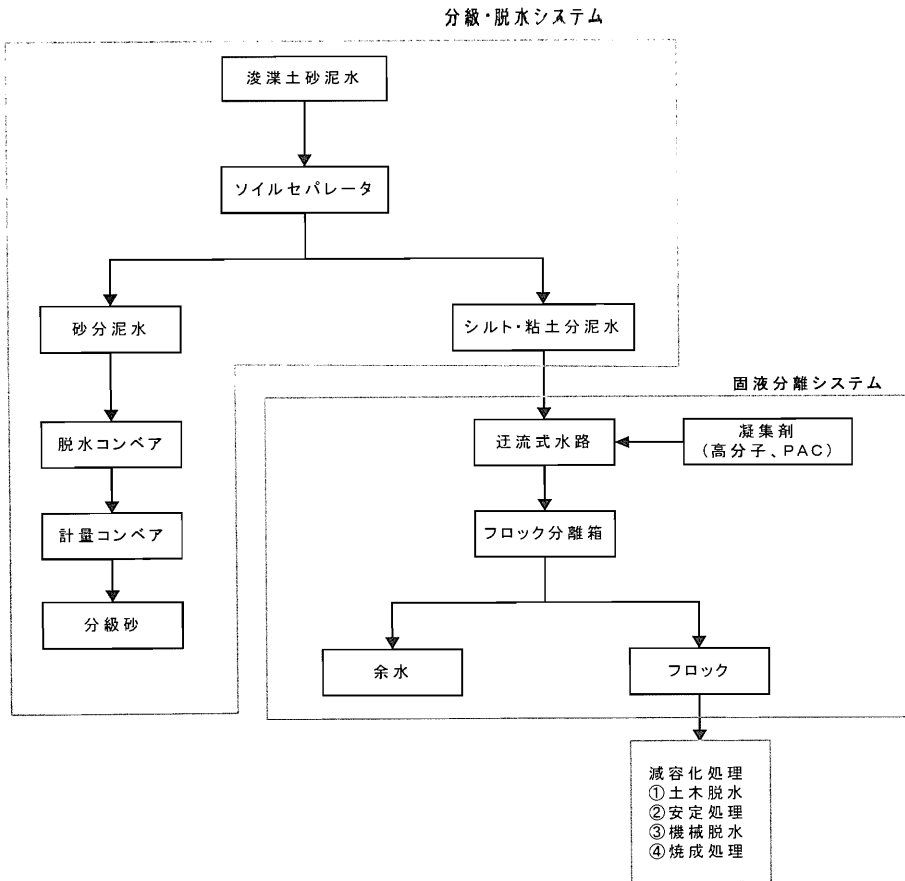 分級・脱水システム
浚渫土砂泥水
ソイルセパレータ
砂分泥水
シルト・粘土分泥水
固液分離システム
脱水コンベア
迂流式水路
凝集剤
(高分子、PAC)
計量コンベア
フロック分離箱
分級砂
余水
フロック
減容化処理
①土木脱水
②安定処理
③機械脱水
④焼成処理